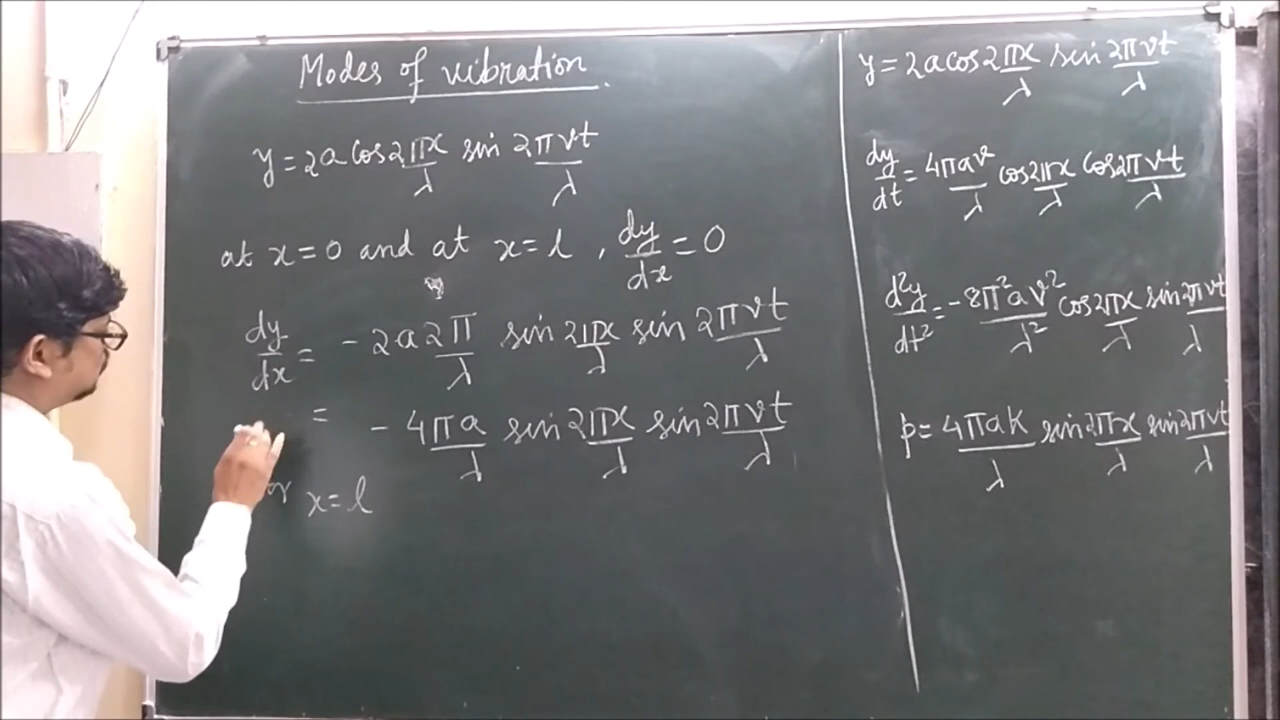 Modes of vibration.
y = 2a cos 2πx/λ sin 2πvt/λ
at x = 0 and at x = l , dy/dx = 0
dy/dx = - 2a 2π/λ sin 2πx/λ sin 2πvt/λ
= - 4πa/λ sin 2πx/λ sin 2πvt/λ
x = l
y = 2a cos 2πx/λ sin 2πvt/λ
dy/dt = 4πav/λ cos 2πx/λ cos 2πvt/λ
d²y/dt² = - 8π²av²/λ² cos 2πx/λ sin 2πvt/λ
p = 4πak/λ sin 2πx/λ sin 2πvt/λ